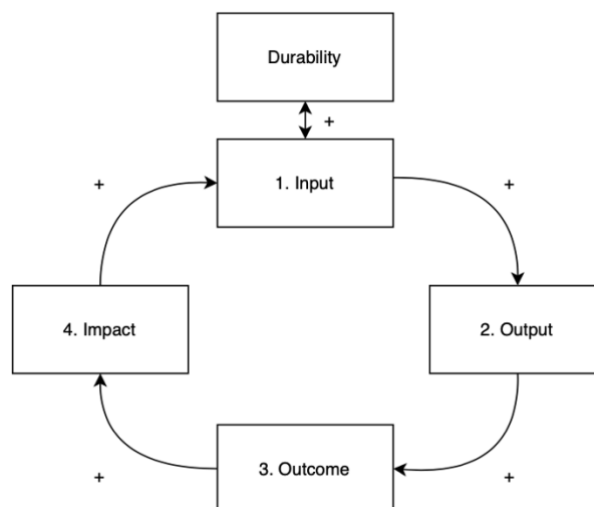 Durability
+
1. Input
+
+
4. Impact
2. Output
3. Outcome
+
+